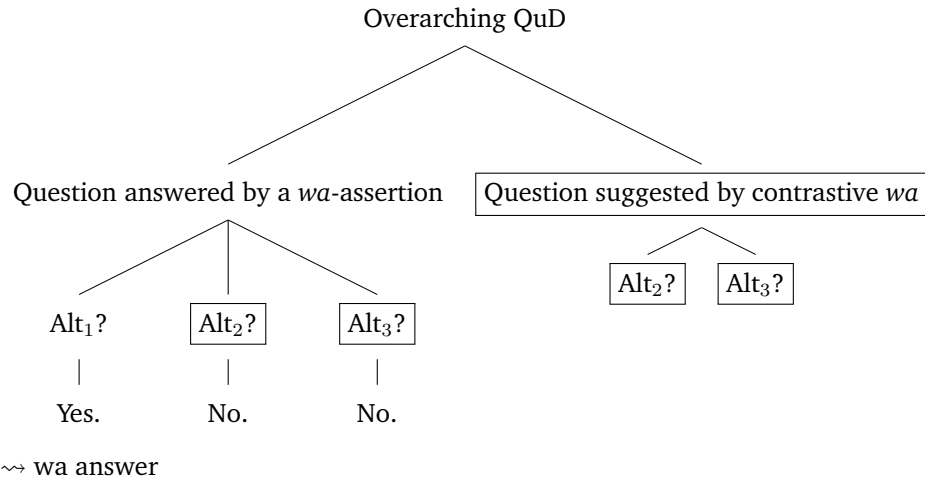 Overarching QuD
Question answered by a wa-assertion Question suggested by contrastive wa
Alt₂? Alt₃?
Alt₁? Alt₂? Alt₃?
Yes. No. No.
⇝ wa answer